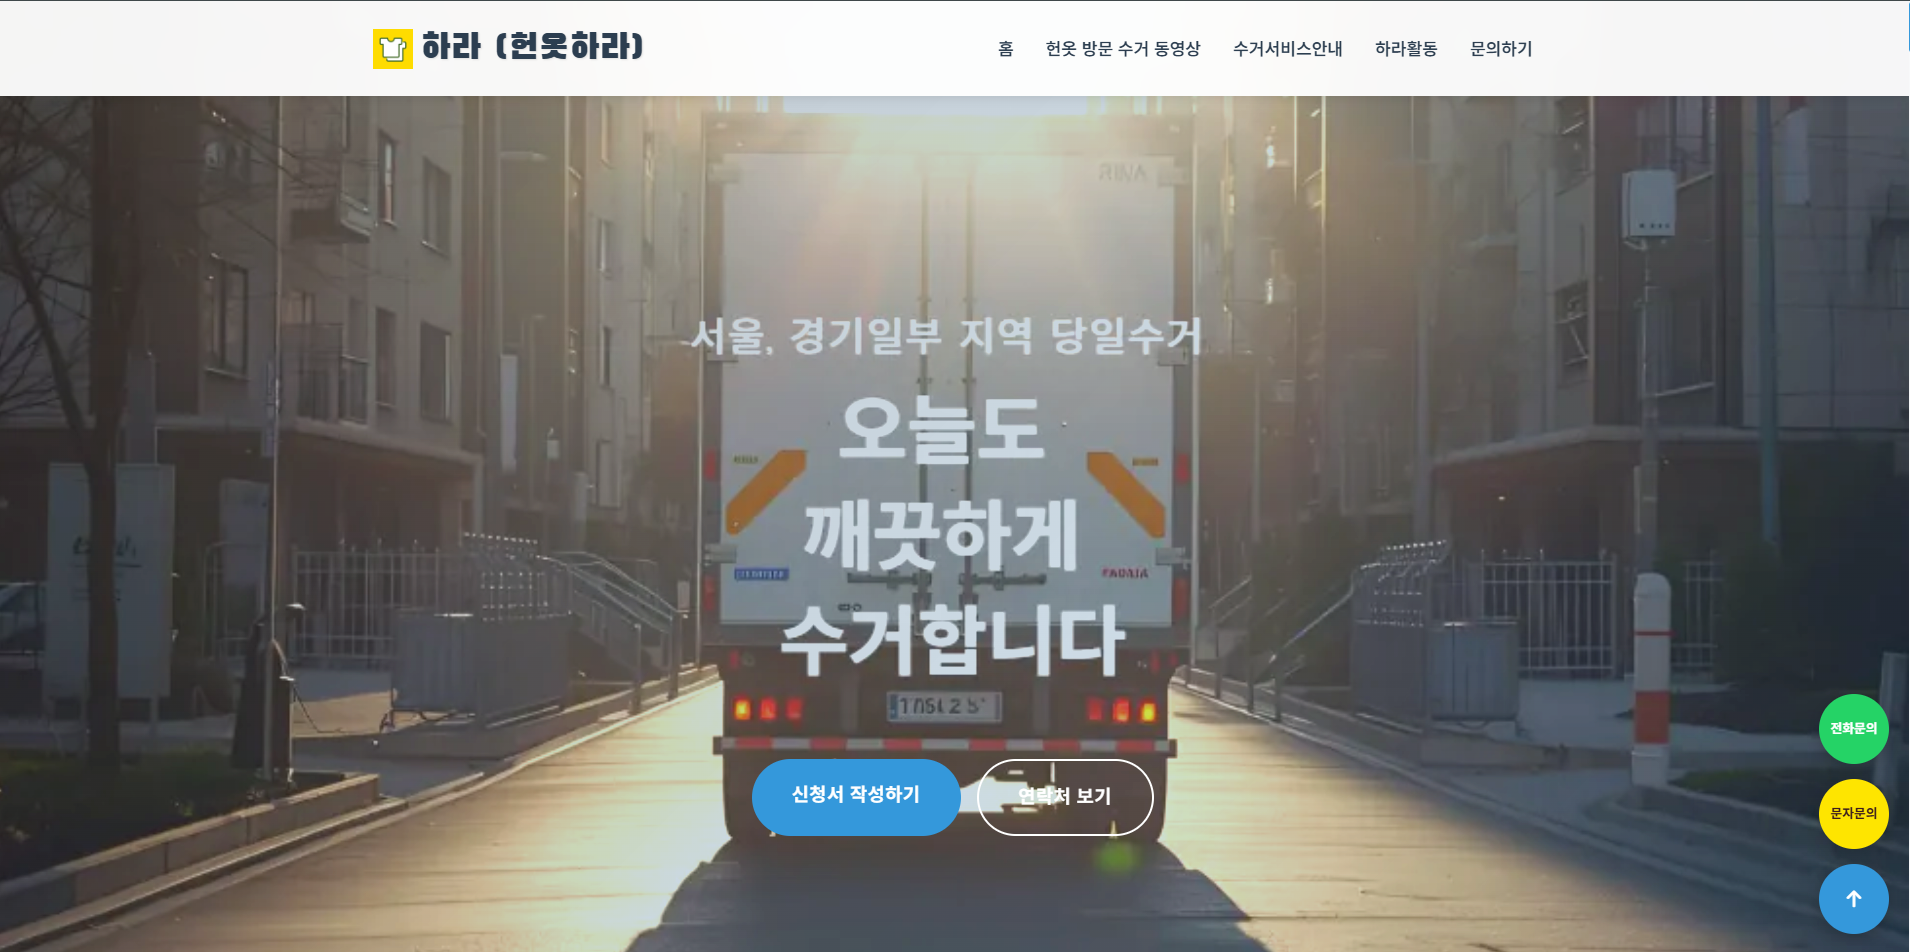 하라 (헌옷하라)
홈 헌옷 방문 수거 동영상 수거서비스안내 하라활동 문의하기
서울, 경기일부 지역 당일수거
오늘도
깨끗하게
수거합니다
신청서 작성하기 연락처 보기
전화문의
문자문의